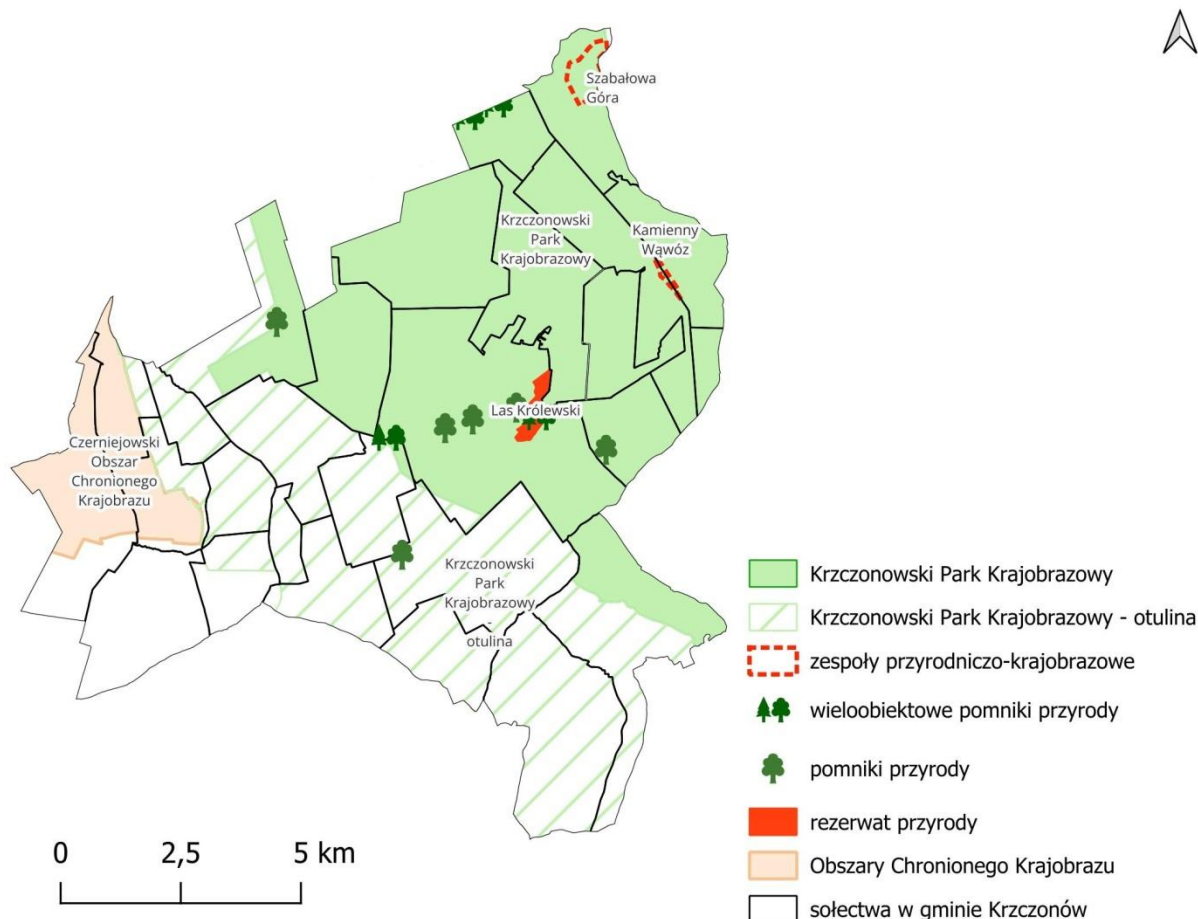 Szabałowa
Góra
Krzczonowski
Park
Krajobrazowy
Kamienny
Wąwóz
Las Królewski
Czerniejowski
Obszar
Chronionego
Krajobrazu
Krzczonowski
Park
Krajobrazowy
-
otulina
Krzczonowski Park Krajobrazowy
Krzczonowski Park Krajobrazowy - otulina
zespoły przyrodniczo-krajobrazowe
wieloobiektowe pomniki przyrody
pomniki przyrody
rezerwat przyrody
Obszary Chronionego Krajobrazu
sołectwa w gminie Krzczonów
0 2,5 5 km